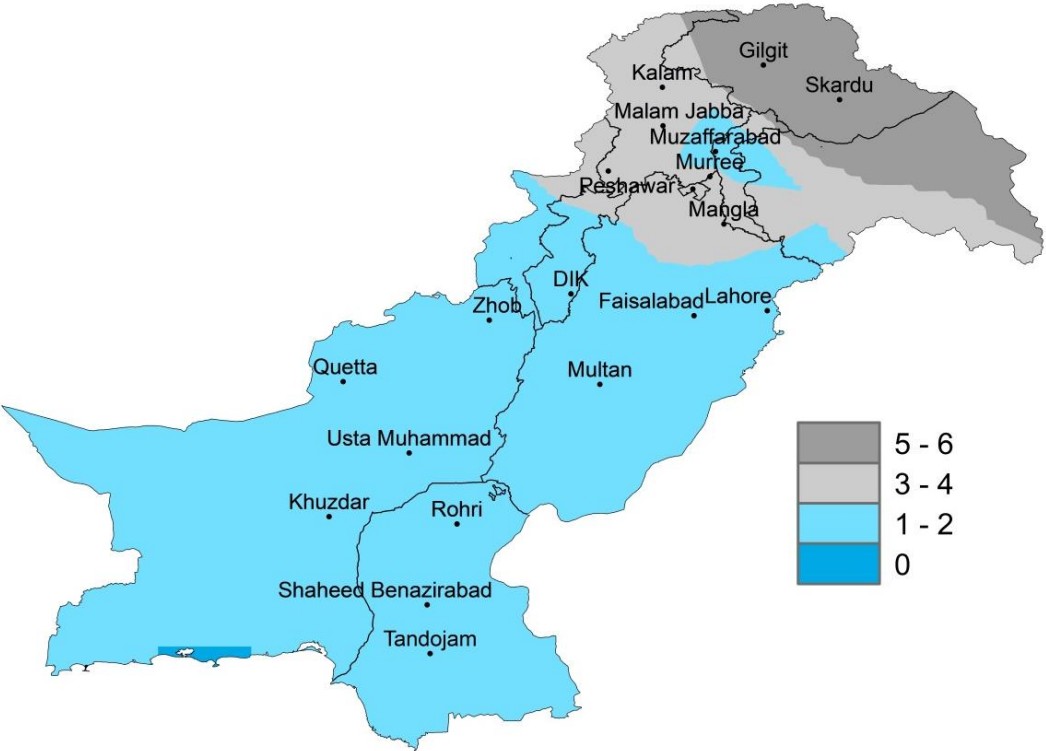 Gilgit
Kalam
Skardu
Malam Jabba
Muzaffarabad
Murree
Peshawar
Mangla
DIK
Zhob
Faisalabad
Lahore
Quetta
Multan
Usta Muhammad
Khuzdar
Rohri
Shaheed Benazirabad
Tandojam
5 - 6
3 - 4
1 - 2
0